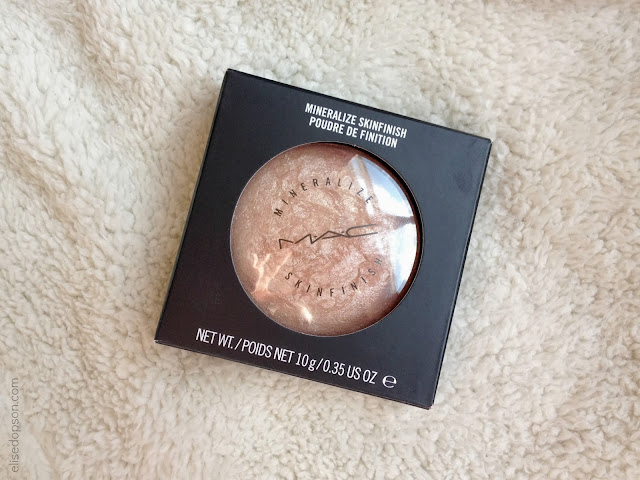 MINERALIZE SKINFINISH
POUDRE DE FINITION
MINERALIZE
MAC
SKINFINISH
NET WT. / POIDS NET 10 g / 0.35 US OZ e
elisedopson.com